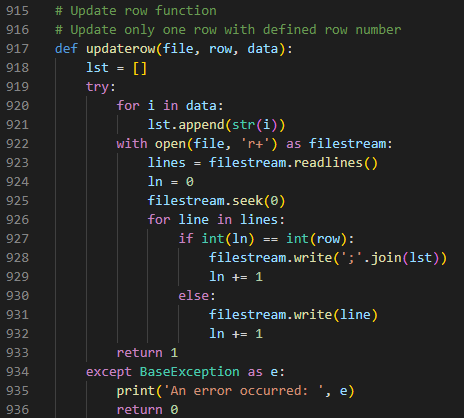 915 # Update row function
916 # Update only one row with defined row number
917 def updaterow(file, row, data):
918     lst = []
919     try:
920         for i in data:
921             lst.append(str(i))
922         with open(file, 'r+') as filestream:
923             lines = filestream.readlines()
924             ln = 0
925             filestream.seek(0)
926             for line in lines:
927                 if int(ln) == int(row):
928                     filestream.write(';'.join(lst))
929                     ln += 1
930                 else:
931                     filestream.write(line)
932                     ln += 1
933         return 1
934     except BaseException as e:
935         print('An error occurred: ', e)
936         return 0